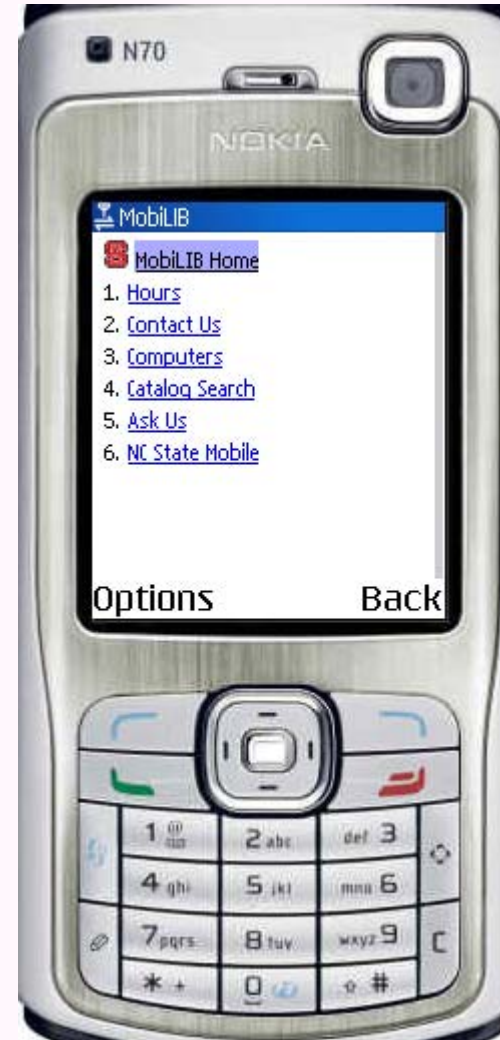 N70
NOKIA
MobiLIB
MobiLIB Home
1. Hours
2. Contact Us
3. Computers
4. Catalog Search
5. Ask Us
6. NC State Mobile
Options Back
1 @
2 abc
def 3
4 ghi
5 jkl
mno 6
7pqrs
8 tuv
wxyz 9
C
* +
0
#